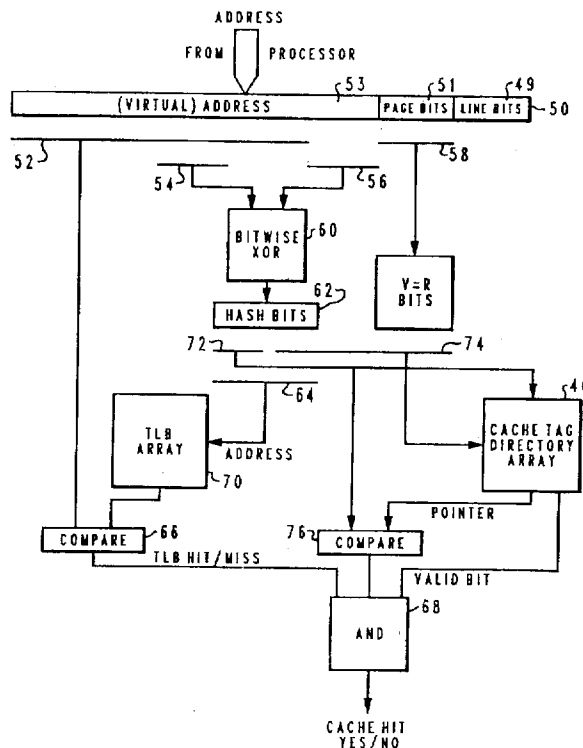 ADDRESS
FROM PROCESSOR
53 51 49
(VIRTUAL) ADDRESS PAGE BITS LINE BITS 50
52 54 56 58
BITWISE XOR 60
62
HASH BITS
V=R BITS
72 74
64
TLB ARRAY
70
ADDRESS
CACHE TAG DIRECTORY ARRAY
POINTER
COMPARE 66
76 COMPARE
TLB HIT/MISS
VALID BIT
AND 68
CACHE HIT
YES/NO